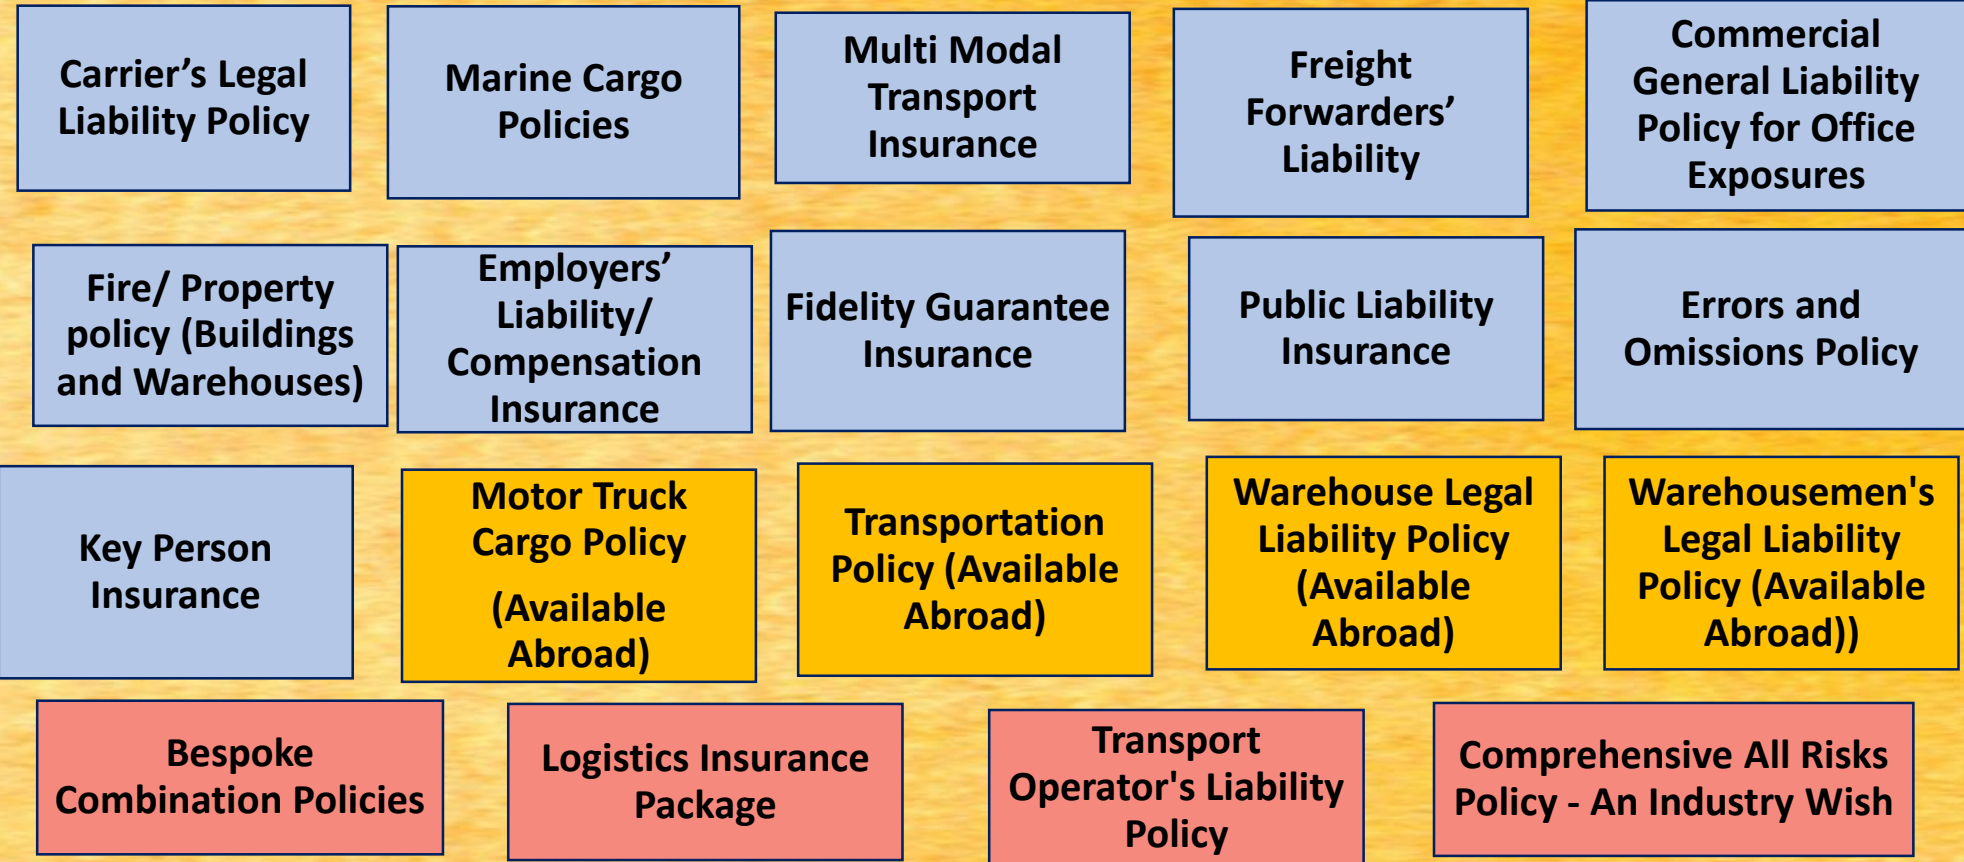 Carrier’s Legal
Liability Policy
Marine Cargo
Policies
Multi Modal
Transport
Insurance
Freight
Forwarders’
Liability
Commercial
General Liability
Policy for Office
Exposures
Fire/ Property
policy (Buildings
and Warehouses)
Employers’
Liability/
Compensation
Insurance
Fidelity Guarantee
Insurance
Public Liability
Insurance
Errors and
Omissions Policy
Key Person
Insurance
Motor Truck
Cargo Policy
(Available
Abroad)
Transportation
Policy (Available
Abroad)
Warehouse Legal
Liability Policy
(Available
Abroad)
Warehousemen's
Legal Liability
Policy (Available
Abroad))
Bespoke
Combination Policies
Logistics Insurance
Package
Transport
Operator's Liability
Policy
Comprehensive All Risks
Policy - An Industry Wish